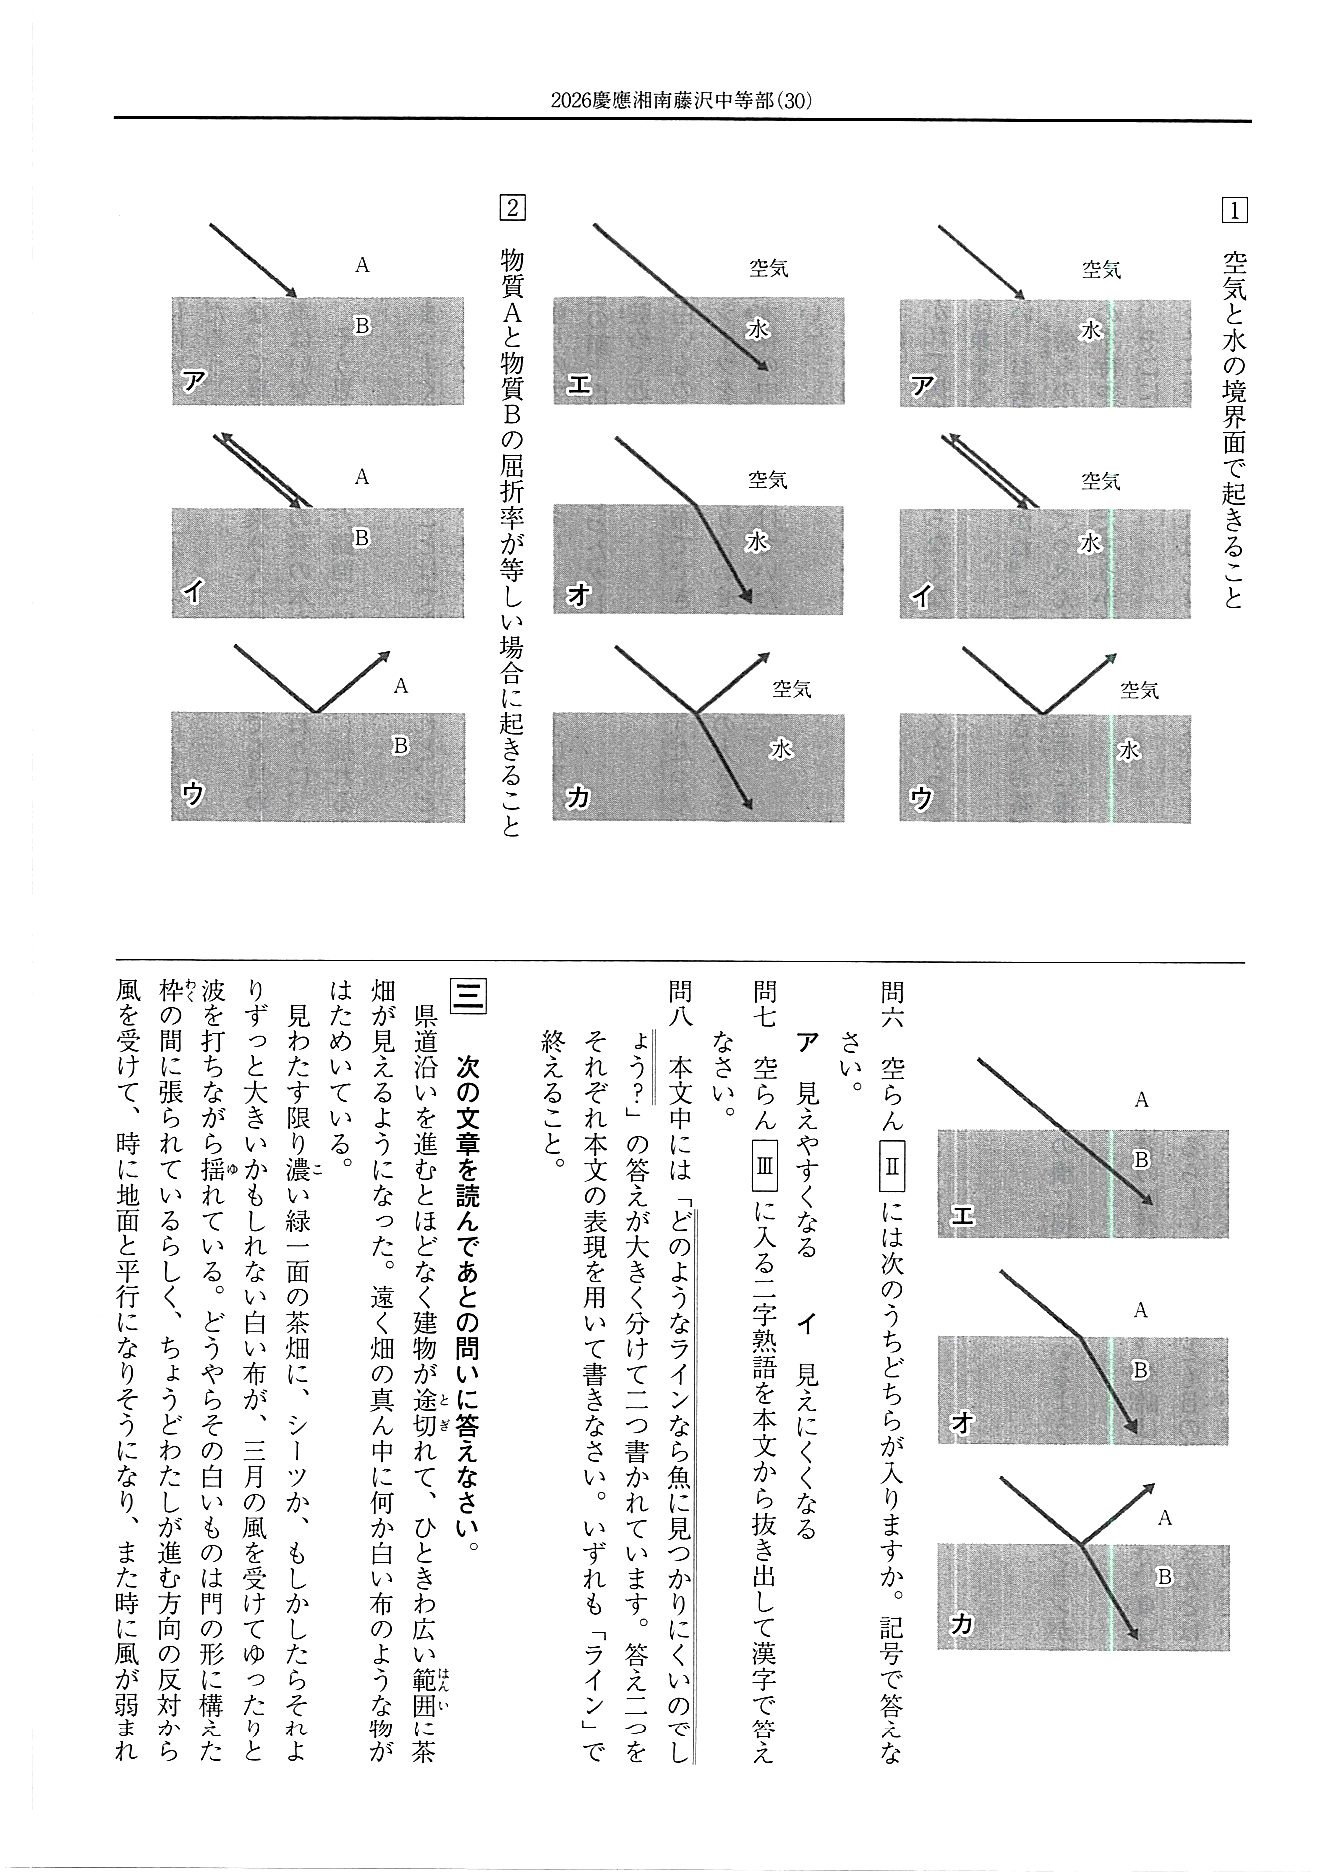 2026慶應湘南藤沢中等部(30)
1 空気と水の境界面で起きること
空気
水
ア
空気
水
イ
空気
水
ウ
空気
水
エ
空気
水
オ
空気
水
カ
2 物質Aと物質Bの屈折率が等しい場合に起きること
A
B
ア
A
B
イ
A
B
ウ
A
B
エ
A
B
オ
A
B
カ
問六 空らんⅡには次のうちどちらが入りますか。記号で答えな
さい。
ア 見えやすくなる イ 見えにくくなる
問七 空らんⅢに入る二字熟語を本文から抜き出して漢字で答え
なさい。
問八 本文中には「どのようなラインなら魚に見つかりにくいのでし
ょう?」の答えが大きく分けて二つ書かれています。答え二つを
それぞれ本文の表現を用いて書きなさい。いずれも「ライン」で
終えること。
三 次の文章を読んであとの問いに答えなさい。
県道沿いを進むとほどなく建物が途切れて、ひときわ広い範囲に茶
とぎ
はんい
畑が見えるようになった。遠く畑の真ん中に何か白い布のような物が
はためいている。
見わたす限り濃い緑一面の茶畑に、シーツか、もしかしたらそれよ
こ
りずっと大きいかもしれない白い布が、三月の風を受けてゆったりと
波を打ちながら揺れている。どうやらその白いものは門の形に構えた
ゆ
枠の間に張られているらしく、ちょうどわたしが進む方向の反対から
わく
風を受けて、時に地面と平行になりそうになり、また時に風が弱まれ